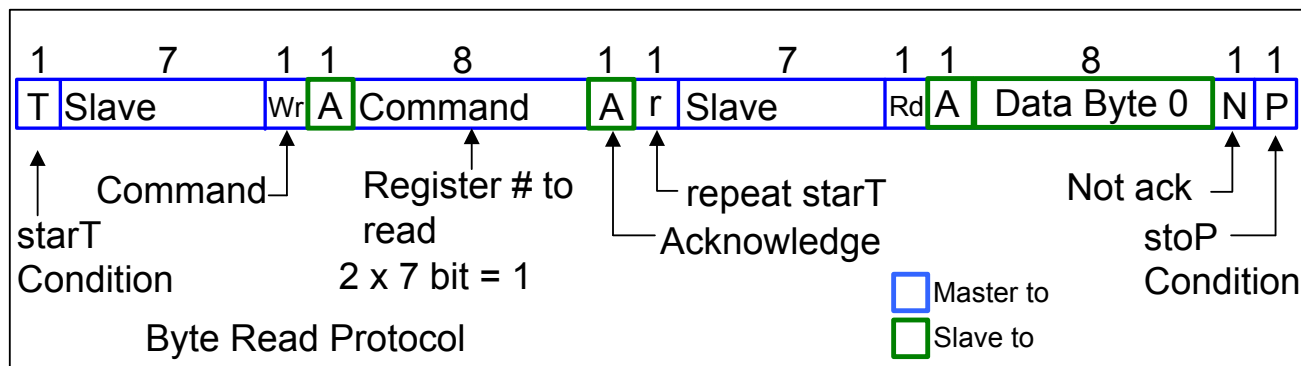 1 7 1 1 8 1 1 7 1 1 8 1 1
T Slave Wr A Command A r Slave Rd A Data Byte 0 N P
Command
Register # to
read
2 x 7 bit = 1
repeat starT
Acknowledge
Not ack
starT
Condition
stoP
Condition
Master to
Slave to
Byte Read Protocol